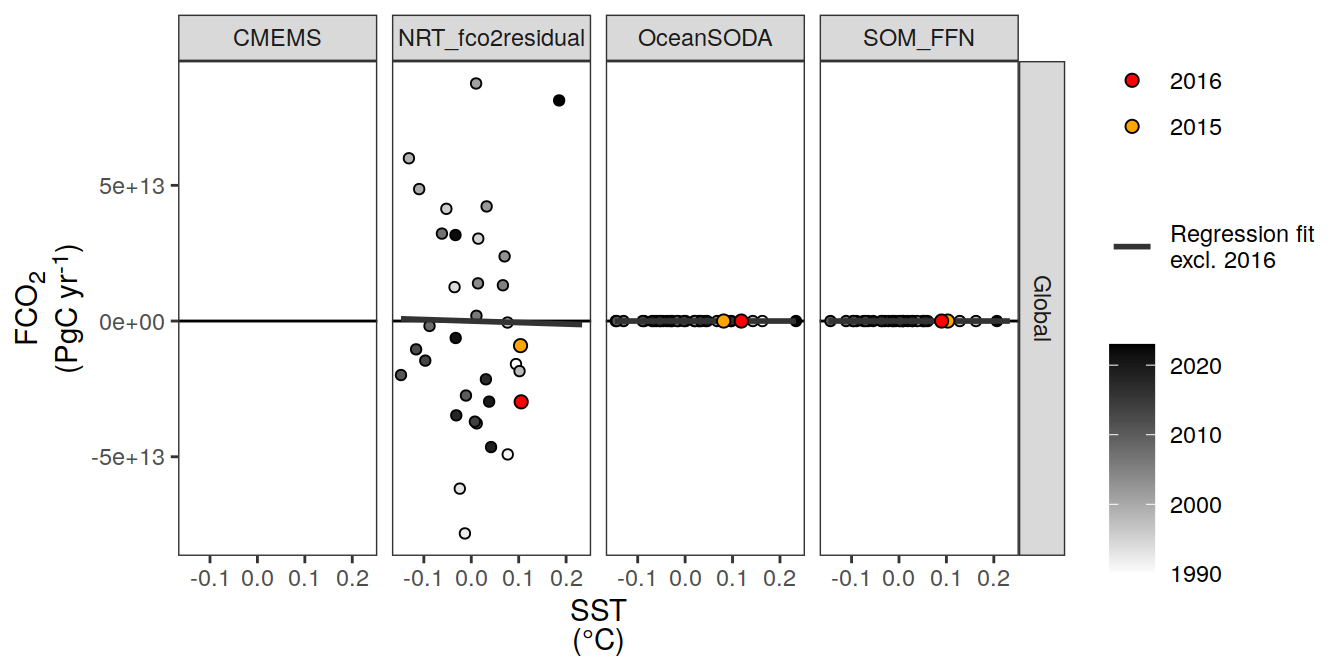 CMEMS
NRT_fco2residual
OceanSODA
SOM_FFN
Global
FCO2
(PgC yr-1)
5e+13
0e+00
-5e+13
-0.1 0.0 0.1 0.2
-0.1 0.0 0.1 0.2
-0.1 0.0 0.1 0.2
-0.1 0.0 0.1 0.2
SST
(°C)
2016
2015
Regression fit
excl. 2016
2020
2010
2000
1990